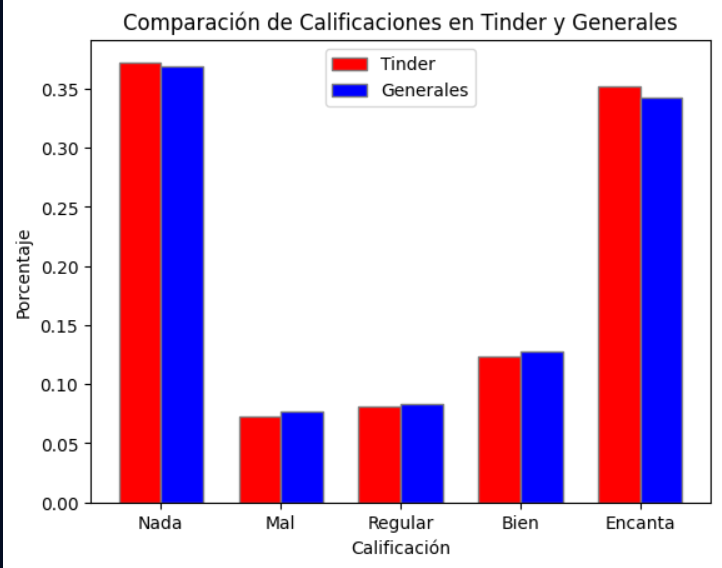 Comparación de Calificaciones en Tinder y Generales
Tinder
Generales
0.35
0.30
0.25
0.20
0.15
0.10
0.05
0.00
Porcentaje
Nada Mal Regular Bien Encanta
Calificación